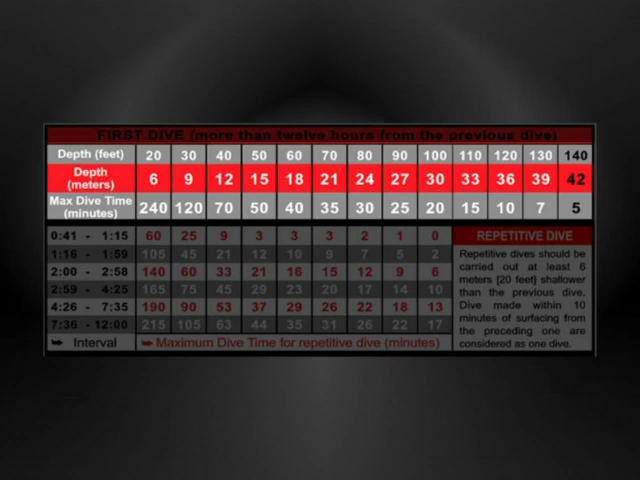 FIRST DIVE (more than twelve hours from the previous dive)
Depth (feet) 20 30 40 50 60 70 80 90 100 110 120 130 140
Depth (meters) 6 9 12 15 18 21 24 27 30 33 36 39 42
Max Dive Time (minutes) 240 120 70 50 40 35 30 25 20 15 10 7 5
0:41 - 1:15 60 25 9 3 3 3 2 1 0
1:16 - 1:59 105 45 21 12 10 9 7 5 2
2:00 - 2:58 140 60 33 21 16 15 12 9 6
2:59 - 4:25 165 75 45 29 23 20 17 14 10
4:26 - 7:35 190 90 53 37 29 26 22 18 13
7:36 - 12:00 215 105 63 44 35 31 26 22 17
Interval Maximum Dive Time for repetitive dive (minutes)
REPETITIVE DIVE
Repetitive dives should be
carried out at least 6
meters [20 feet] shallower
than the previous dive.
Dive made within 10
minutes of surfacing from
the preceding one are
considered as one dive.